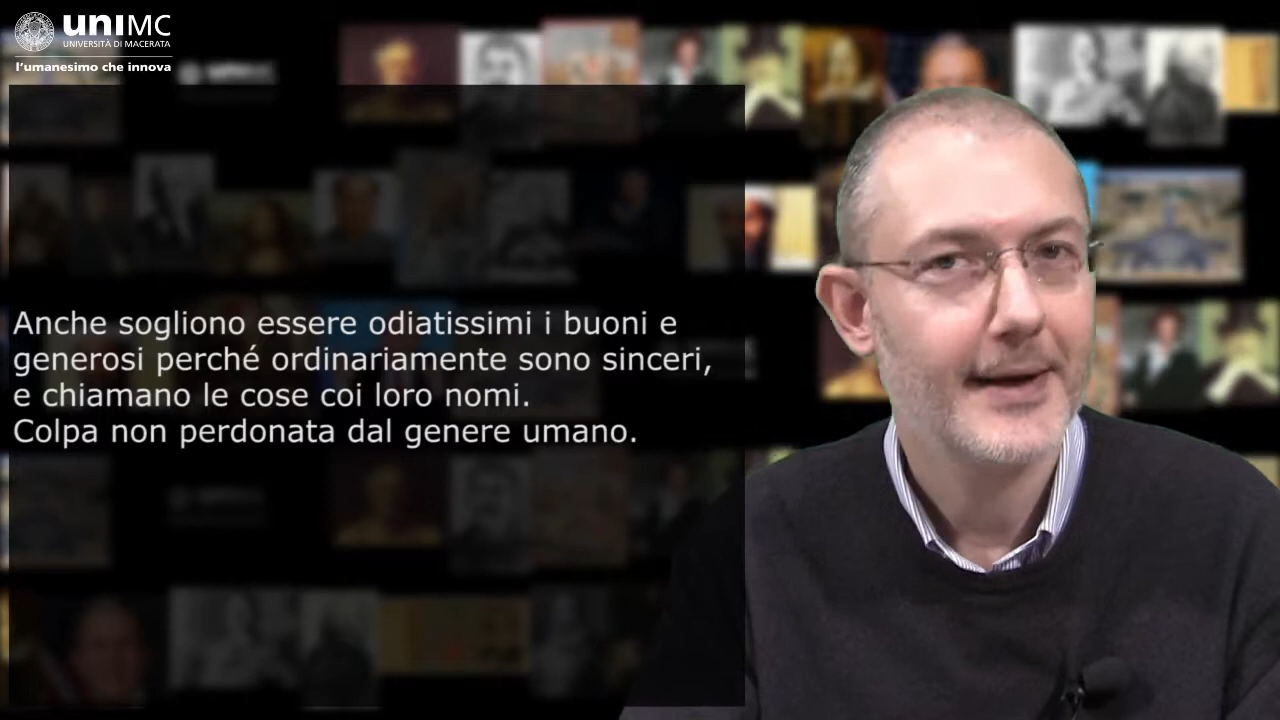 uniMC
UNIVERSITÀ DI MACERATA
l'umanesimo che innova
Anche sogliono essere odiatissimi i buoni e
generosi perché ordinariamente sono sinceri,
e chiamano le cose coi loro nomi.
Colpa non perdonata dal genere umano.